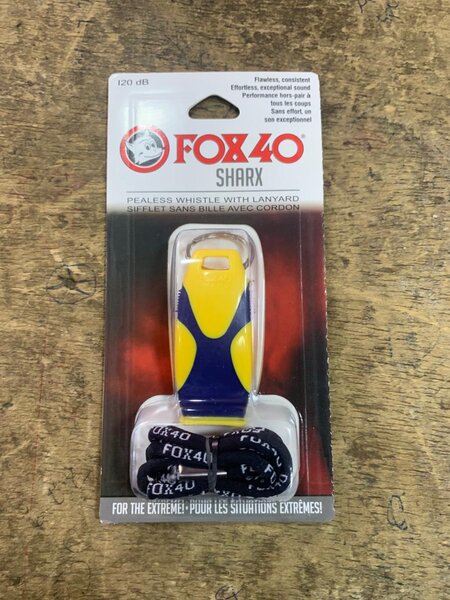 120 dB
Flawless, consistent
Effortless, exceptional sound
Performance hors-pair à
tous les coups
Sans effort, un
son exceptionnel
FOX40®
SHARX
PEALESS WHISTLE WITH LANYARD
SIFFLET SANS BILLE AVEC CORDON
FOX40
FOX40
FOX40
FOX40
FOR THE EXTREME! • POUR LES SITUATIONS EXTRÊMES!